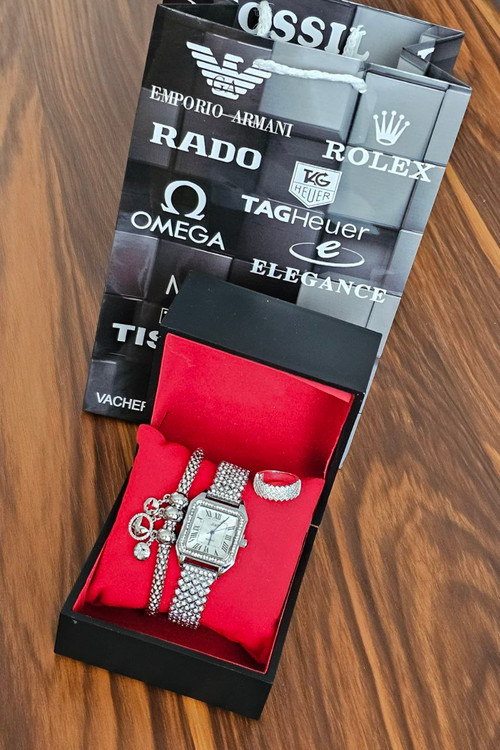 OSSIL
EMPORIO ARMANI
RADO
ROLEX
TAG
HEUER
OMEGA
TAGHeuer
e
ELEGANCE
TIS
VACHER